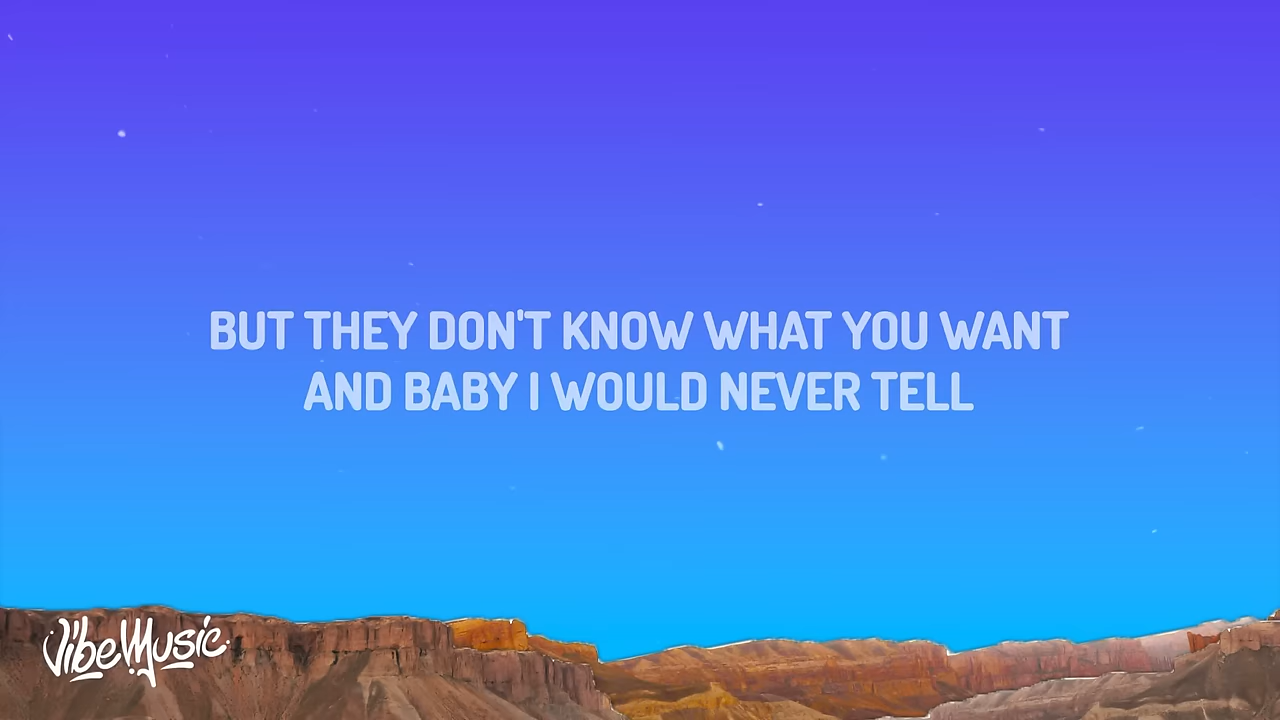 BUT THEY DON'T KNOW WHAT YOU WANT
AND BABY I WOULD NEVER TELL
VibeMusic